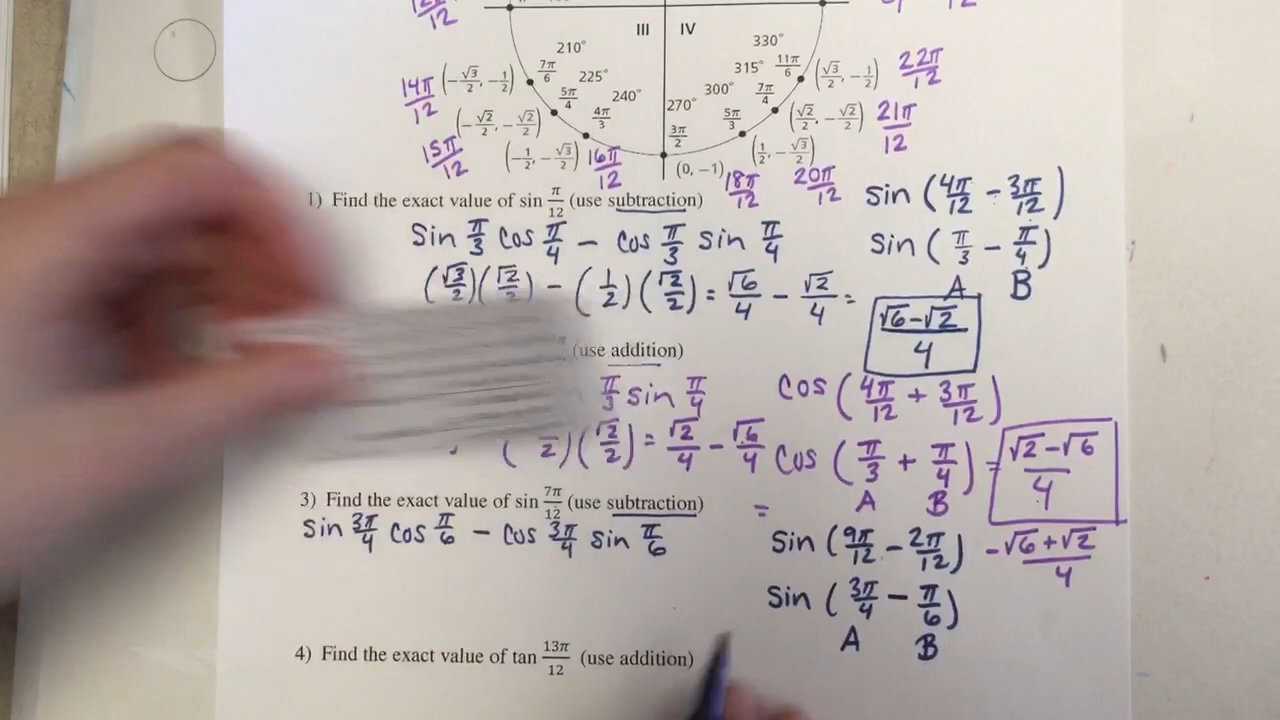 III IV
210° 330°
14π/12 (-√3/2, -1/2) 7π/6 225° 315° 11π/6 (√3/2, -1/2) 22π/12
(-√2/2, -√2/2) 5π/4 240° 270° 300° 7π/4 (√2/2, -√2/2) 21π/12
15π/12 (-1/2, -√3/2) 4π/3 3π/2 5π/3 (1/2, -√3/2)
16π/12 (0, -1) 18π/12 20π/12
1) Find the exact value of sin π/12 (use subtraction)
sin (4π/12 - 3π/12)
sin π/3 cos π/4 - cos π/3 sin π/4
sin (π/3 - π/4)
A B
(√3/2)(√2/2) - (1/2)(√2/2) = √6/4 - √2/4 =
√6-√2/4
(use addition)
π/3 sin π/4
cos (4π/12 + 3π/12)
2)(√2/2) = √2/4 - √6/4
cos (π/3 + π/4) = √2-√6/4
A B
=
-√6+√2/4
3) Find the exact value of sin 7π/12 (use subtraction)
sin 3π/4 cos π/6 - cos 3π/4 sin π/6
sin (9π/12 - 2π/12)
sin (3π/4 - π/6)
A B
4) Find the exact value of tan 13π/12 (use addition)